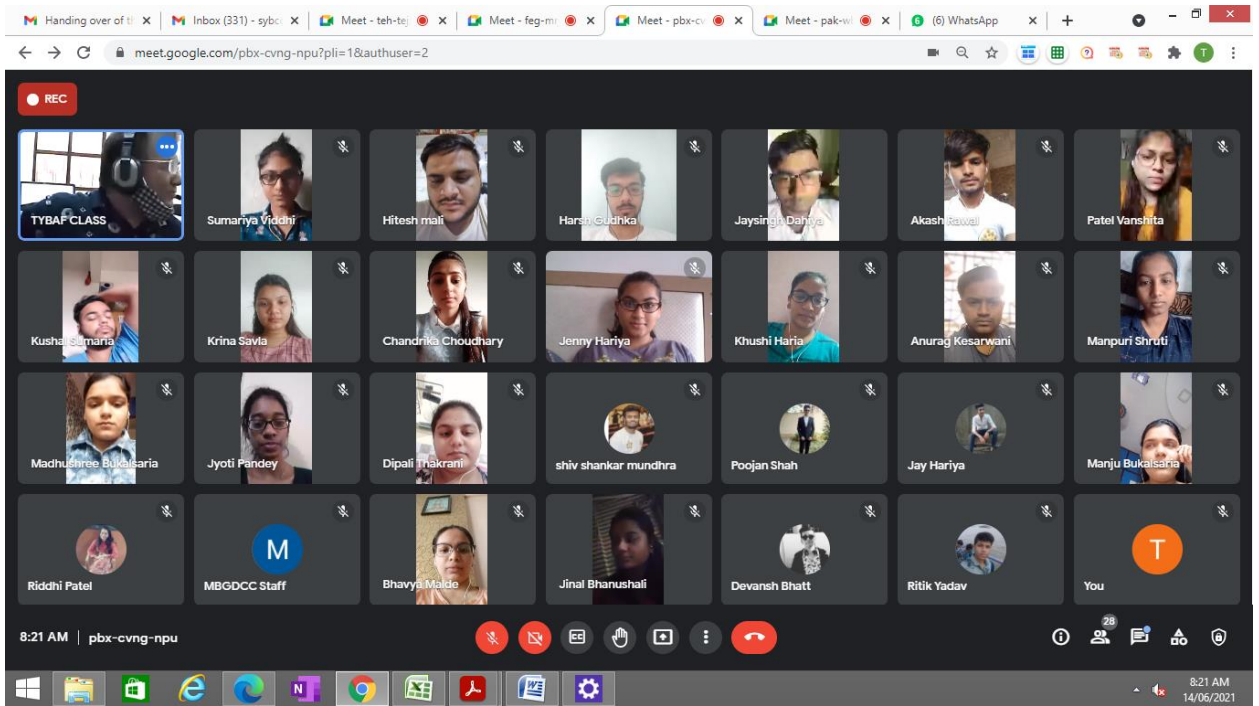 Handing over of t
Inbox (331) - sybc
Meet - teh-tej
Meet - feg-m
Meet - pbx-cv
Meet - pak-w
(6) WhatsApp
meet.google.com/pbx-cvng-npu?pli=1&authuser=2
T
REC
TYBAF CLASS
Sumariya Viddhi
Hitesh mali
Harsh Gudhka
Jaysingh Dahiya
Akash Rawal
Patel Vanshita
Kushal Sumaria
Krina Savla
Chandrika Choudhary
Jenny Hariya
Khushi Haria
Anurag Kesarwani
Manpuri Shruti
Madhushree Bukalsaria
Jyoti Pandey
Dipali Thakrani
shiv shankar mundhra
Poojan Shah
Jay Hariya
Manju Bukalsaria
Riddhi Patel
M
MBGDCC Staff
Bhavya Malde
Jinal Bhanushali
Devansh Bhatt
Ritik Yadav
T
You
8:21 AM | pbx-cvng-npu
CC
28
8:21 AM
14/06/2021